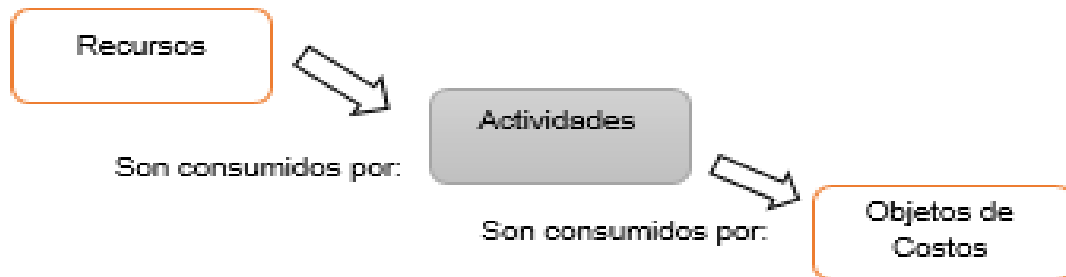 Recursos
Actividades
Son consumidos por:
Son consumidos por:
Objetos de
Costos